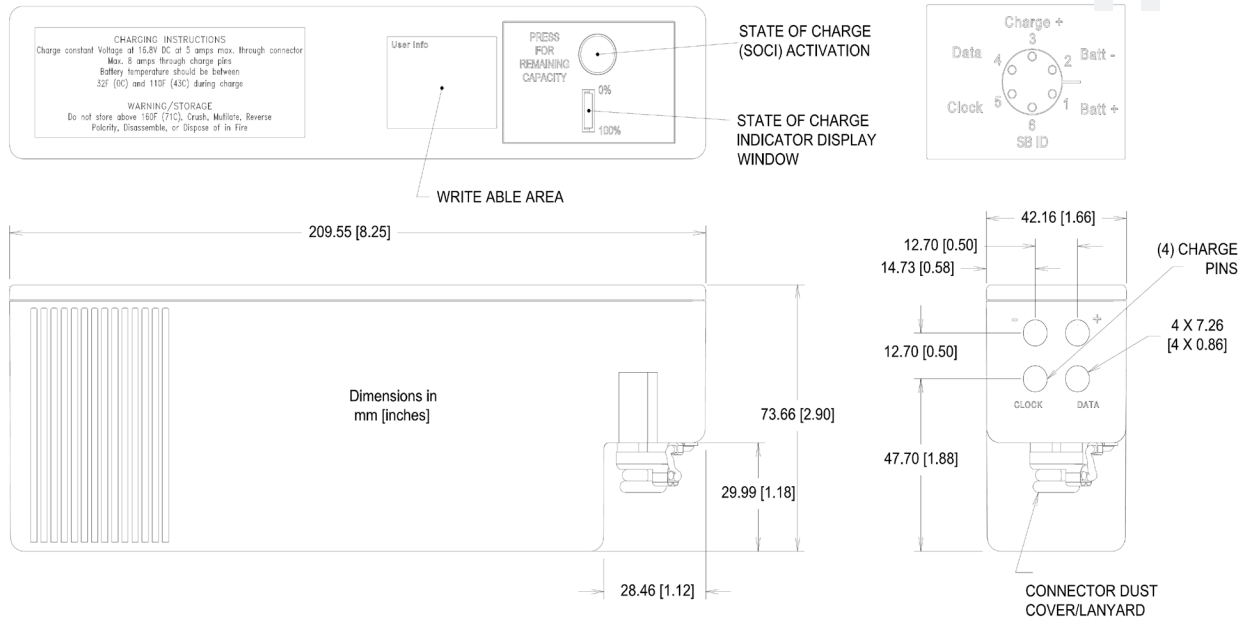 CHARGING INSTRUCTIONS
Charge constant Voltage at 16.8V DC at 5 amps max. through connector
Max. 8 amps through charge pins
Battery temperature should be between
32F (0C) and 110F (43C) during charge
WARNING/STORAGE
Do not store above 160F (71C), Crush, Mutilate, Reverse
Polarity, Disassemble, or Dispose of in Fire
User Info
PRESS
FOR
REMAINING
CAPACITY
0%
100%
STATE OF CHARGE
(SOCI) ACTIVATION
STATE OF CHARGE
INDICATOR DISPLAY
WINDOW
WRITE ABLE AREA
Charge +
3
Data
4
2
Batt -
Clock
5
1
Batt +
6
SB ID
209.55 [8.25]
42.16 [1.66]
12.70 [0.50]
14.73 [0.58]
(4) CHARGE
PINS
-
+
4 X 7.26
[4 X 0.86]
12.70 [0.50]
CLOCK
DATA
Dimensions in
mm [inches]
73.66 [2.90]
47.70 [1.88]
29.99 [1.18]
28.46 [1.12]
CONNECTOR DUST
COVER/LANYARD